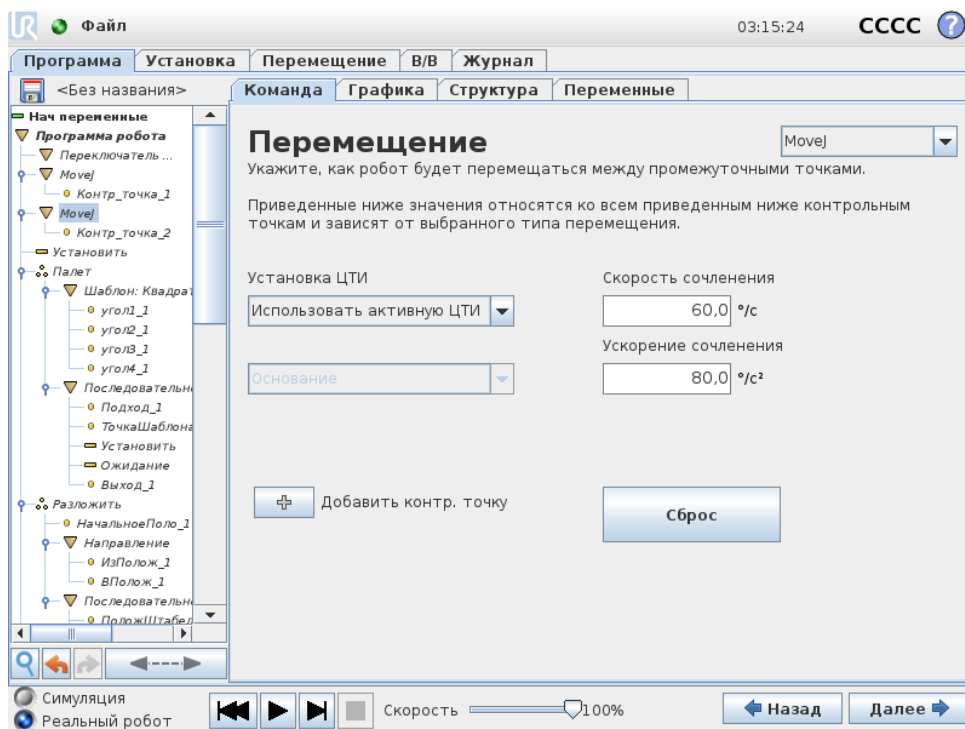 UR Файл 03:15:24 CCCC ?
Программа Установка Перемещение В/В Журнал
<Без названия> Команда Графика Структура Переменные
Нач переменные
Программа робота
Переключатель ...
MoveJ
Контр_точка_1
MoveJ
Контр_точка_2
Установить
Палет
Шаблон: Квадрат
угол1_1
угол2_1
угол3_1
угол4_1
Последовательн
Подход_1
ТочкаШаблона
Установить
Ожидание
Выход_1
Разложить
НачальноеПоло_1
Направление
ИзПолож_1
ВПолож_1
Последовательн
ПоложШтабел
Перемещение MoveJ
Укажите, как робот будет перемещаться между промежуточными точками.
Приведенные ниже значения относятся ко всем приведенным ниже контрольным
точкам и зависят от выбранного типа перемещения.
Установка ЦТИ Скорость сочленения
Использовать активную ЦТИ 60,0 °/с
Ускорение сочленения
Основание 80,0 °/с²
Добавить контр. точку Сброс
Симуляция
Реальный робот
Скорость 100% Назад Далее